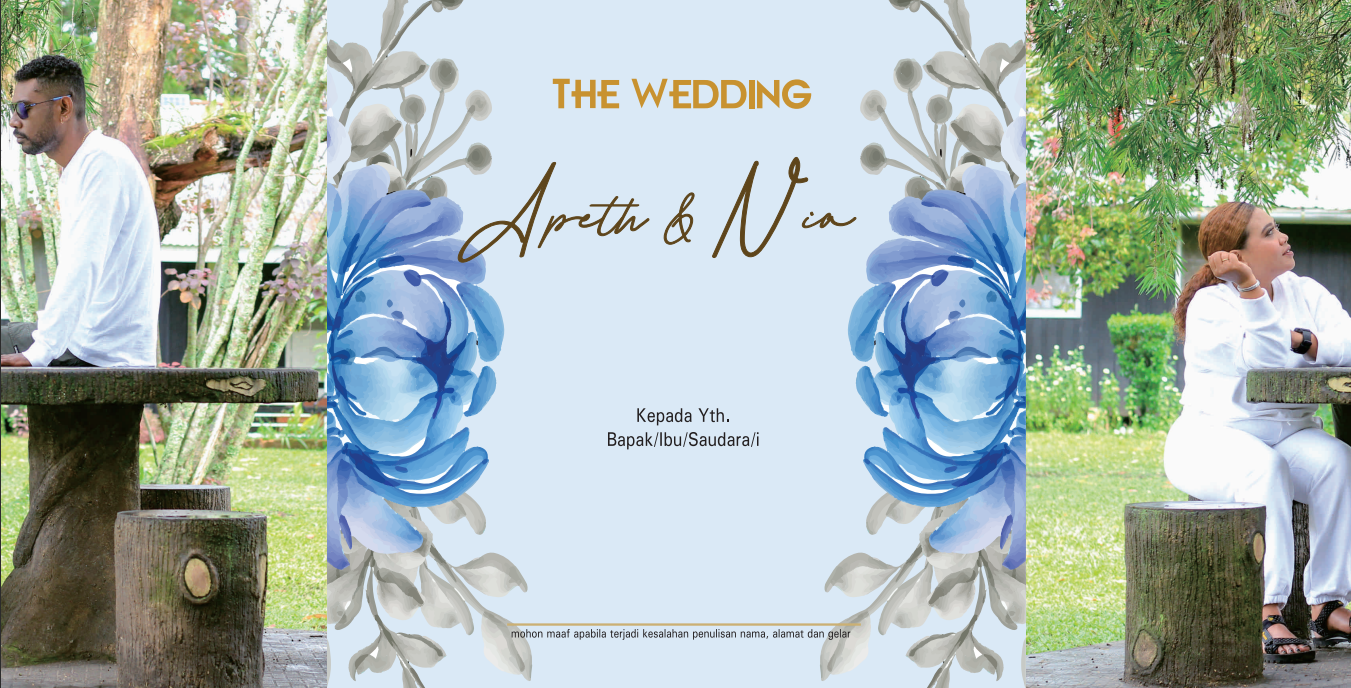 THE WEDDING
Apeth & Nia
Kepada Yth.
Bapak/Ibu/Saudara/i
mohon maaf apabila terjadi kesalahan penulisan nama, alamat dan gelar